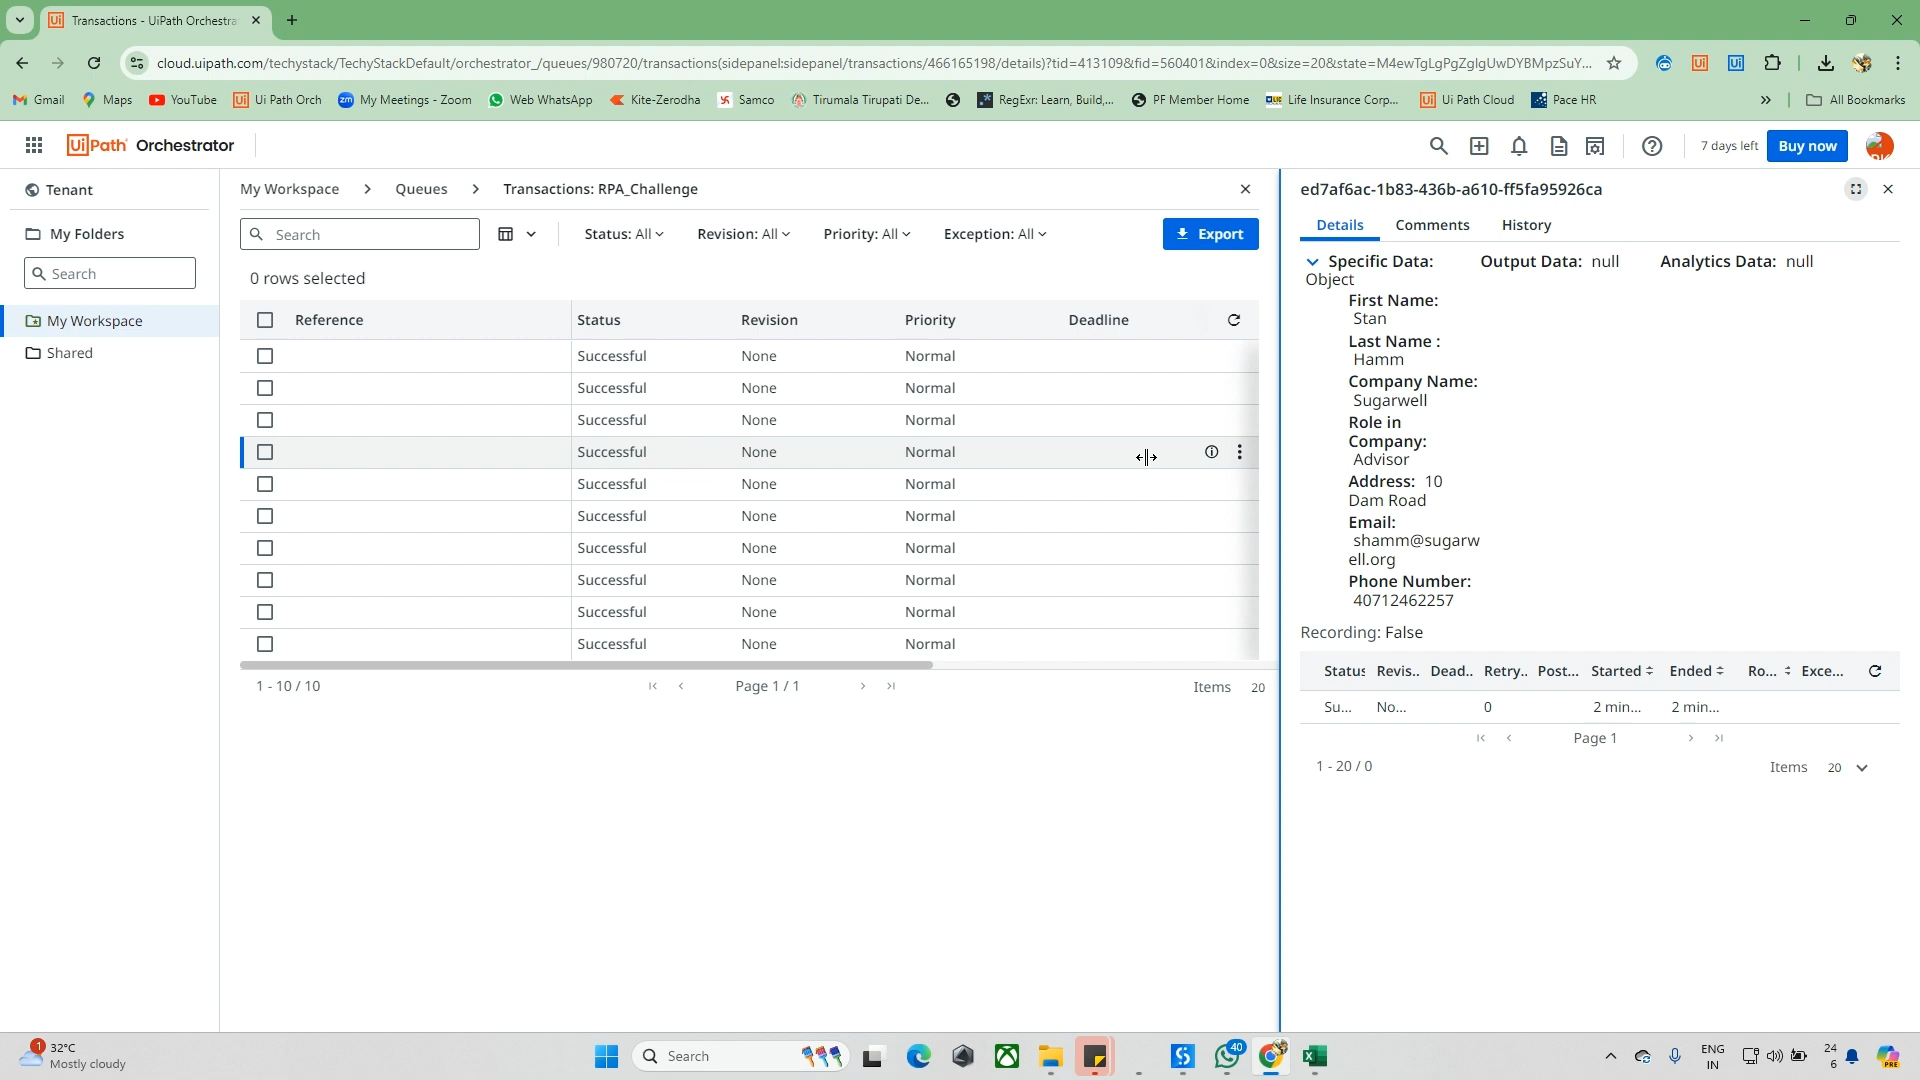 Transactions - UiPath Orchestra
cloud.uipath.com/techystack/TechyStackDefault/orchestrator_/queues/980720/transactions(sidepanel:sidepanel/transactions/466165198/details)?tid=413109&fid=560401&index=0&size=20&state=M4ewTgLgPgZglgUwDYBMpzSuY...
Gmail Maps YouTube Ui Path Orch My Meetings - Zoom Web WhatsApp Kite-Zerodha Samco Tirumala Tirupati De... RegExr: Learn, Build,... PF Member Home Life Insurance Corp... Ui Path Cloud Pace HR » All Bookmarks
UiPath Orchestrator 7 days left Buy now
Tenant
My Folders
Search
My Workspace
Shared
My Workspace > Queues > Transactions: RPA_Challenge
Search Status: All Revision: All Priority: All Exception: All Export
0 rows selected
Reference Status Revision Priority Deadline
Successful None Normal
Successful None Normal
Successful None Normal
Successful None Normal
Successful None Normal
Successful None Normal
Successful None Normal
Successful None Normal
Successful None Normal
Successful None Normal
1 - 10 / 10 Page 1 / 1 Items 20
ed7af6ac-1b83-436b-a610-ff5fa95926ca
Details Comments History
Specific Data: Output Data: null Analytics Data: null
Object
First Name:
Stan
Last Name :
Hamm
Company Name:
Sugarwell
Role in
Company:
Advisor
Address: 10
Dam Road
Email:
shamm@sugarw
ell.org
Phone Number:
40712462257
Recording: False
Status Revis.. Dead.. Retry.. Post... Started Ended Ro... Exce...
Su... No... 0 2 min... 2 min...
Page 1
1 - 20 / 0 Items 20
1 32°C
Mostly cloudy
Search
40
ENG
IN
24
6
PRE